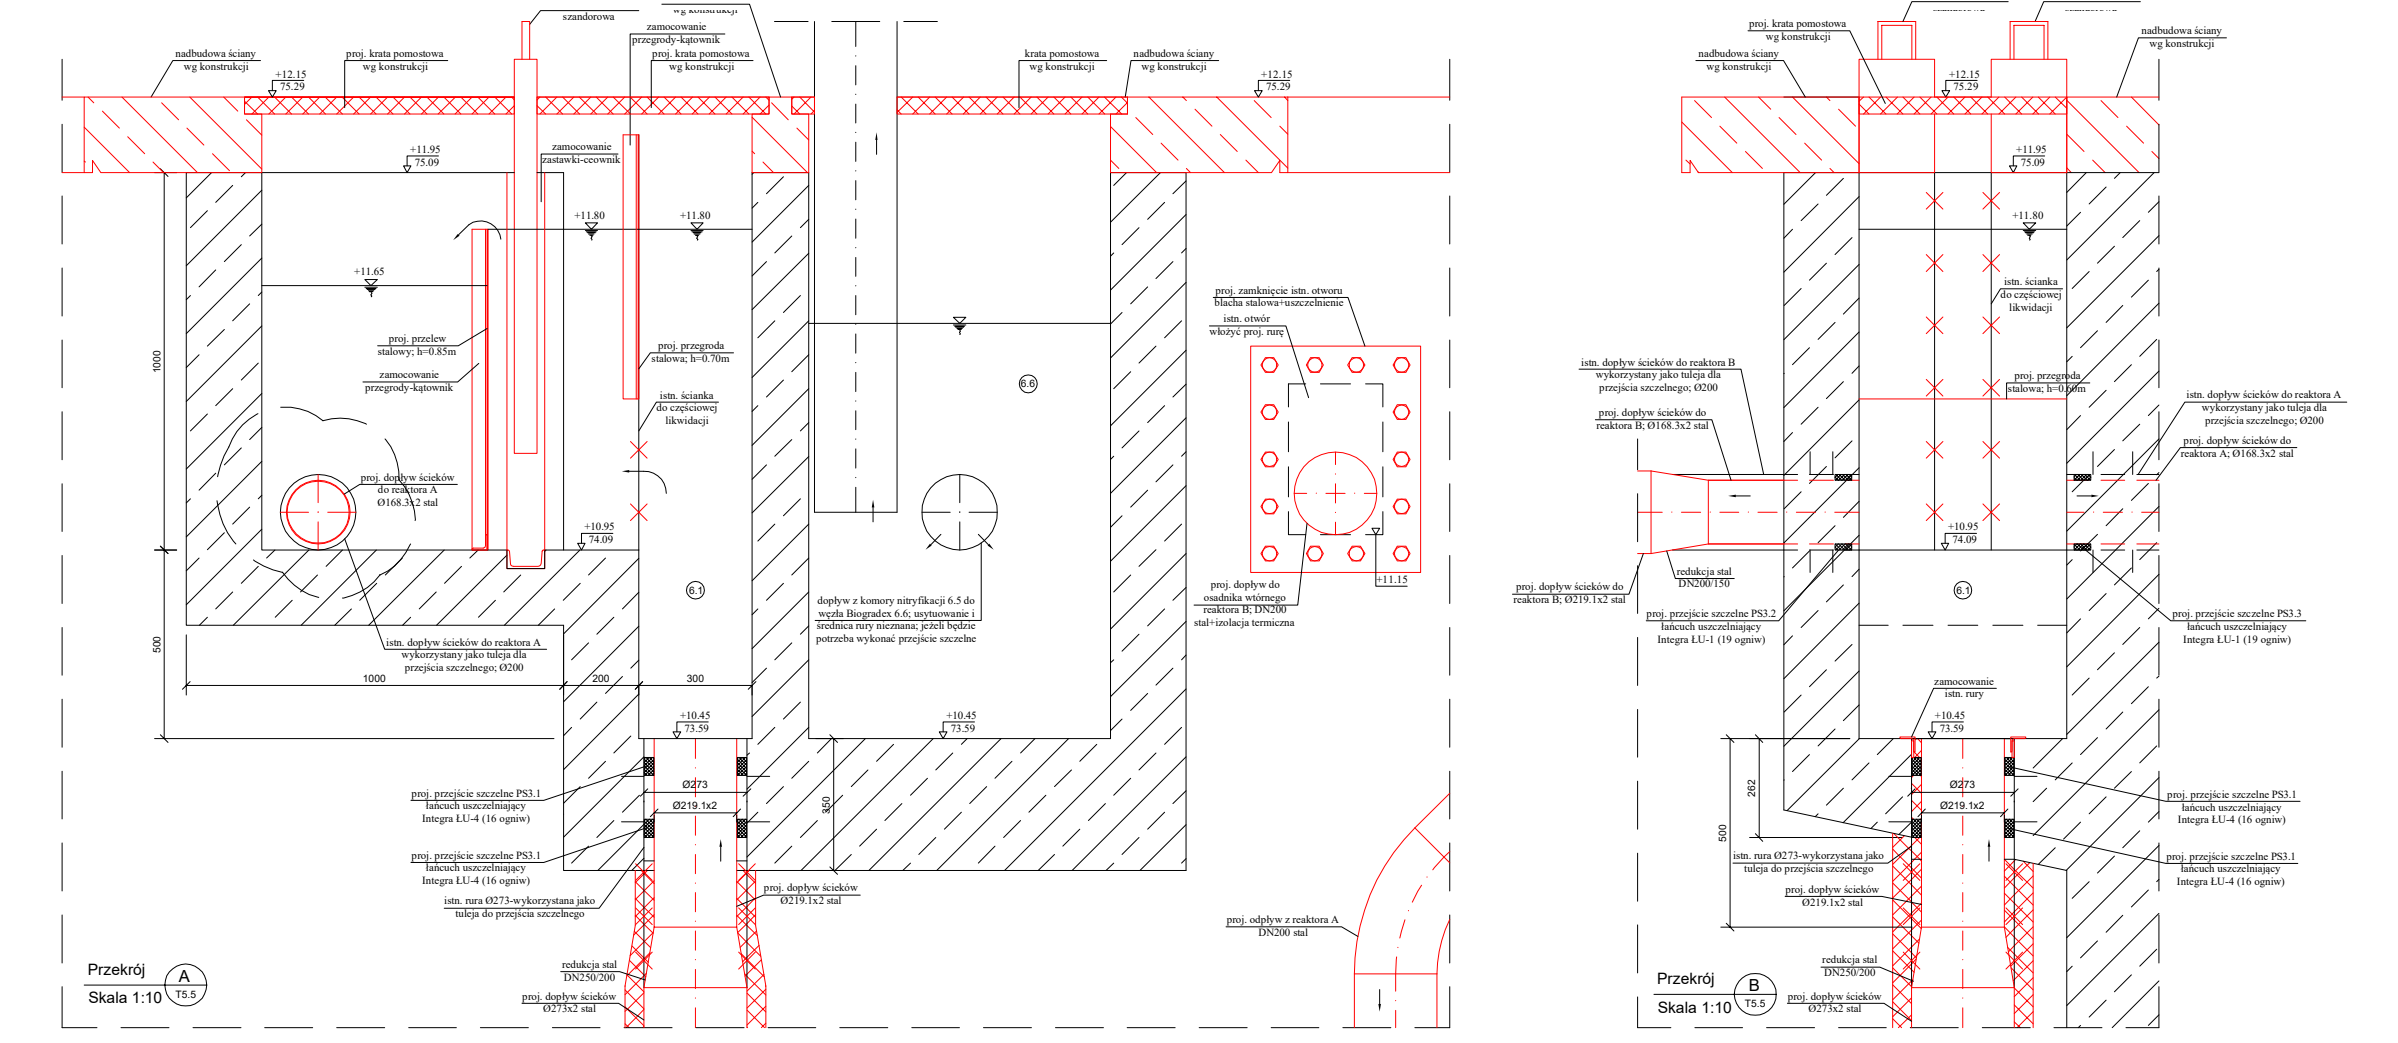 szandorowa
wg konstrukcji
zamocowanie
przegrody-kątownik
nadbudowa ściany
wg konstrukcji
proj. krata pomostowa
wg konstrukcji
proj. krata pomostowa
wg konstrukcji
krata pomostowa
wg konstrukcji
nadbudowa ściany
wg konstrukcji
+12.15
75.29
+12.15
75.29
+11.95
75.09
zamocowanie
zastawki-ceownik
+11.80
+11.80
+11.65
proj. przelew
stalowy; h=0.85m
zamocowanie
przegrody-kątownik
proj. przegroda
stalowa; h=0.70m
istn. ścianka
do częściowej
likwidacji
1000
6.6
proj. dopływ ścieków
do reaktora A
Ø168.3x2 stal
+10.95
74.09
500
6.1
istn. dopływ ścieków do reaktora A
wykorzystany jako tuleja dla
przejścia szczelnego; Ø200
dopływ z komory nitryfikacji 6.5 do
węzła Biogradex 6.6; usytuowanie i
średnica rury nieznana; jeżeli będzie
potrzeba wykonać przejście szczelne
1000
200
300
+10.45
73.59
+10.45
73.59
Ø273
Ø219.1x2
350
proj. przejście szczelne PS3.1
łańcuch uszczelniający
Integra ŁU-4 (16 ogniw)
proj. przejście szczelne PS3.1
łańcuch uszczelniający
Integra ŁU-4 (16 ogniw)
istn. rura Ø273-wykorzystana jako
tuleja do przejścia szczelnego
proj. dopływ ścieków
Ø219.1x2 stal
redukcja stal
DN250/200
proj. dopływ ścieków
Ø273x2 stal
Przekrój
A
Skala 1:10
T5.5
proj. zamknięcie istn. otworu
blacha stalowa+uszczelnienie
istn. otwór
włożyć proj. rurę
+11.15
proj. dopływ do
osadnika wtórnego
reaktora B; DN200
stal+izolacja termiczna
proj. odpływ z reaktora A
DN200 stal
proj. krata pomostowa
wg konstrukcji
nadbudowa ściany
wg konstrukcji
nadbudowa ściany
wg konstrukcji
+12.15
75.29
+11.95
75.09
+11.80
istn. ścianka
do częściowej
likwidacji
istn. dopływ ścieków do reaktora B
wykorzystany jako tuleja dla
przejścia szczelnego; Ø200
proj. przegroda
stalowa; h=0.60m
istn. dopływ ścieków do reaktora A
wykorzystany jako tuleja dla
przejścia szczelnego; Ø200
proj. dopływ ścieków do
reaktora B; Ø168.3x2 stal
proj. dopływ ścieków do
reaktora A; Ø168.3x2 stal
+10.95
74.09
redukcja stal
DN200/150
proj. dopływ ścieków do
reaktora B; Ø219.1x2 stal
6.1
proj. przejście szczelne PS3.2
łańcuch uszczelniający
Integra ŁU-1 (19 ogniw)
proj. przejście szczelne PS3.3
łańcuch uszczelniający
Integra ŁU-1 (19 ogniw)
zamocowanie
istn. rury
+10.45
73.59
262
500
Ø273
Ø219.1x2
proj. przejście szczelne PS3.1
łańcuch uszczelniający
Integra ŁU-4 (16 ogniw)
istn. rura Ø273-wykorzystana jako
tuleja do przejścia szczelnego
proj. przejście szczelne PS3.1
łańcuch uszczelniający
Integra ŁU-4 (16 ogniw)
proj. dopływ ścieków
Ø219.1x2 stal
redukcja stal
DN250/200
proj. dopływ ścieków
Ø273x2 stal
Przekrój
B
Skala 1:10
T5.5